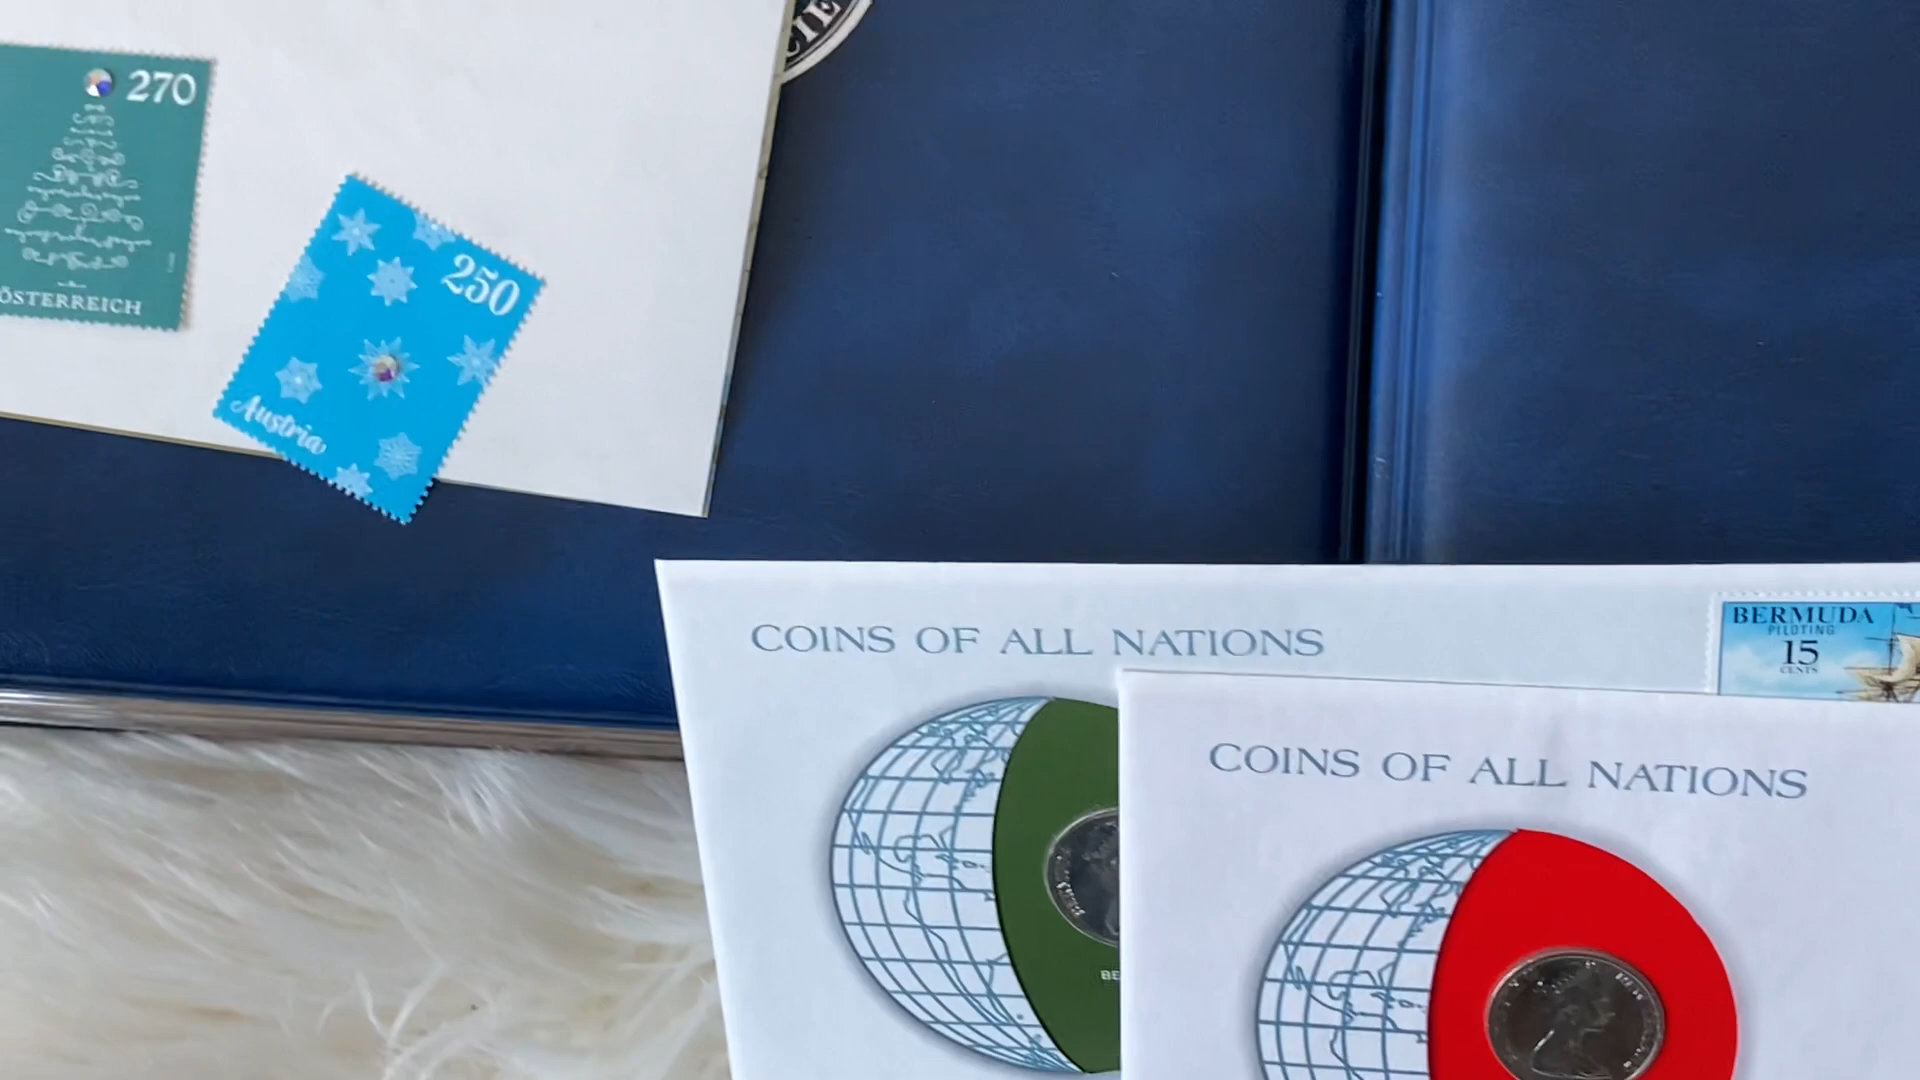 270
ÖSTERREICH
250
Austria
COINS OF ALL NATIONS
BERMUDA
PILOTING
15
CENTS
COINS OF ALL NATIONS